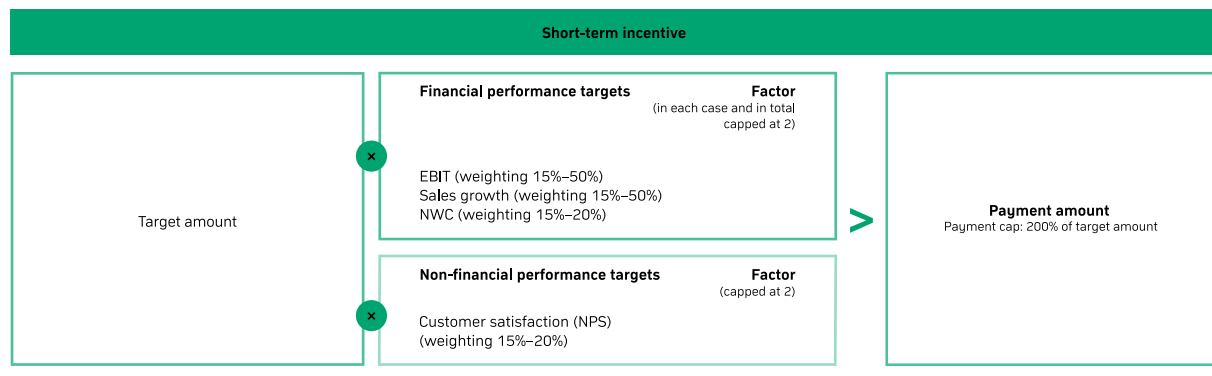 Short-term incentive
Target amount
×
Financial performance targets Factor
(in each case and in total
capped at 2)
EBIT (weighting 15%–50%)
Sales growth (weighting 15%–50%)
NWC (weighting 15%–20%)
×
Non-financial performance targets Factor
(capped at 2)
Customer satisfaction (NPS)
(weighting 15%–20%)
>
Payment amount
Payment cap: 200% of target amount